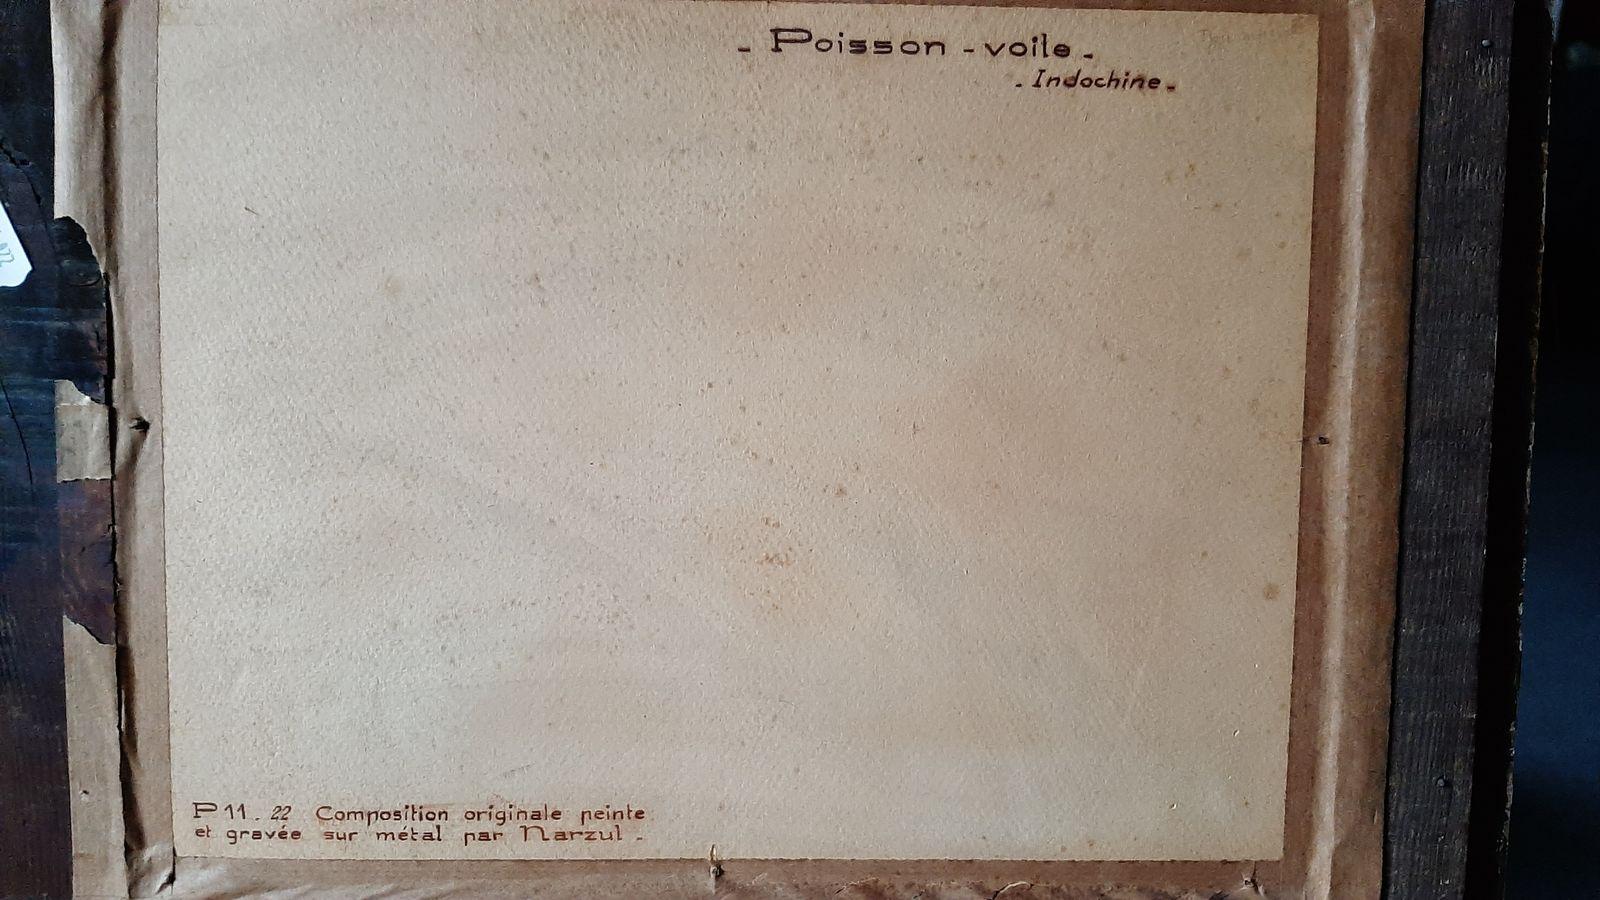 - Poisson - voile -
- Indochine -
P 11 . 22 Composition originale peinte
et gravée sur métal par Narzul -